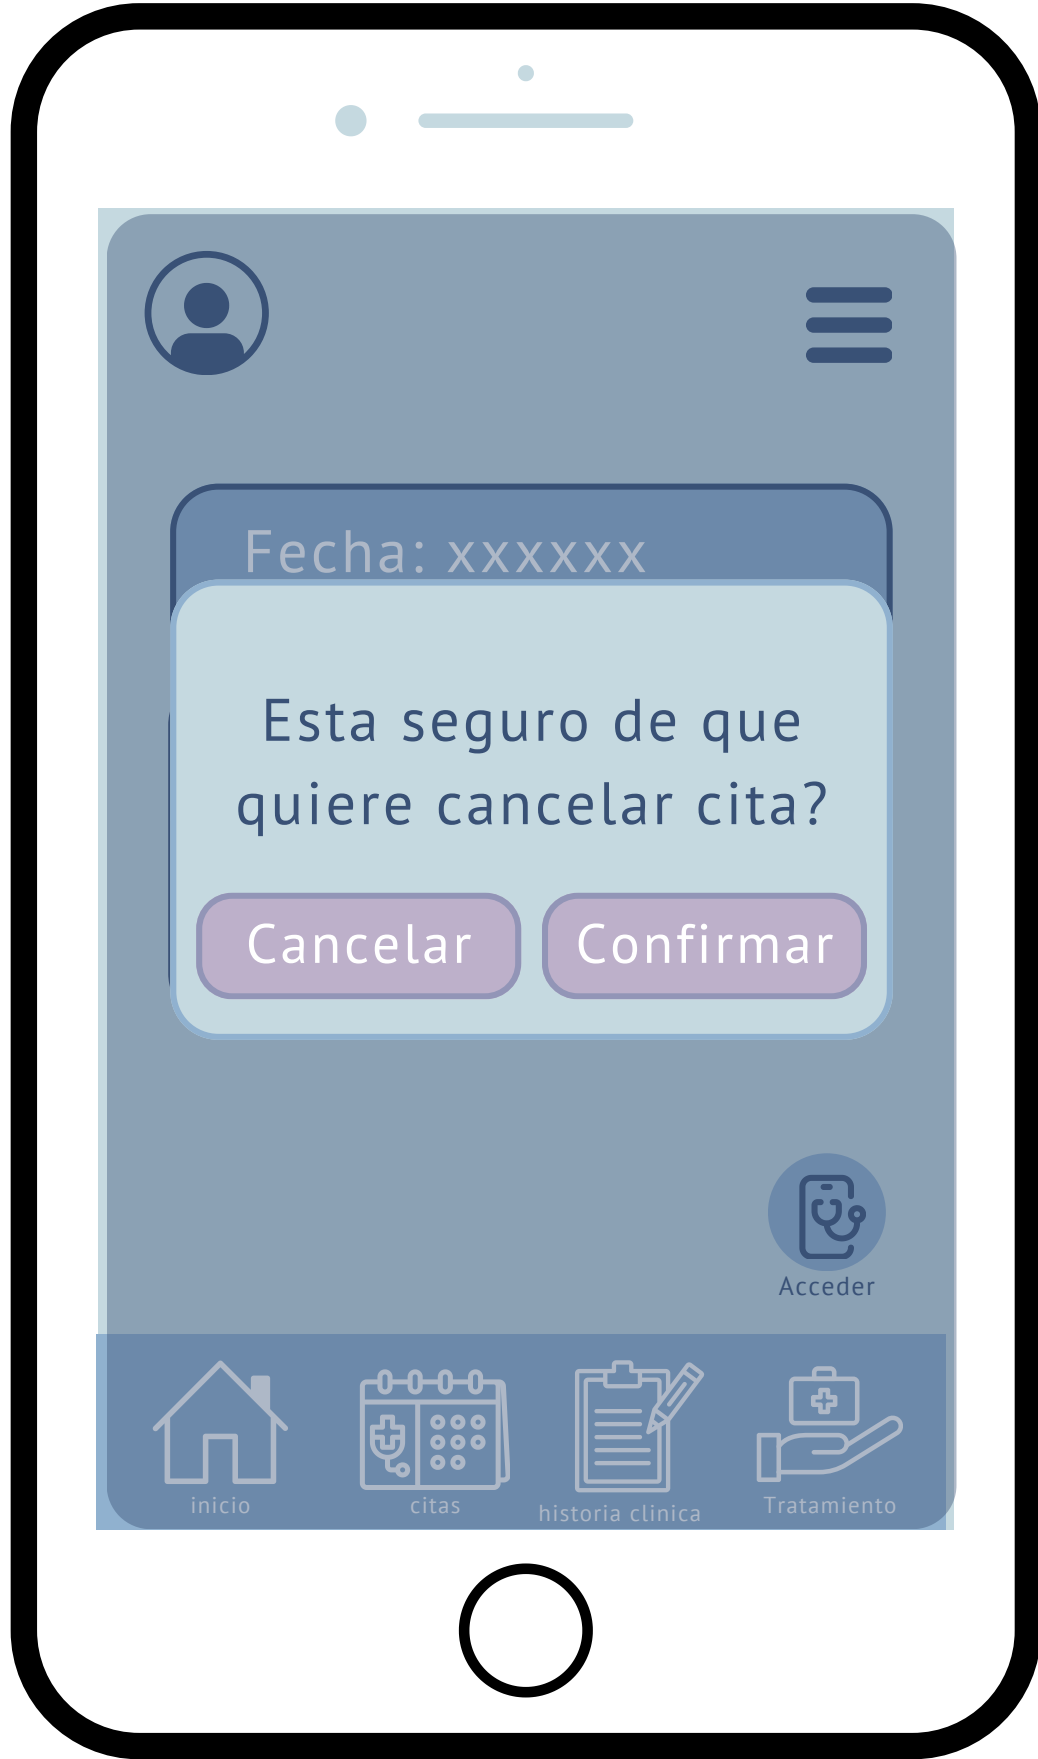 Fecha: xxxxxx
Esta seguro de que
quiere cancelar cita?
Cancelar
Confirmar
Acceder
inicio
citas
historia clinica
Tratamiento